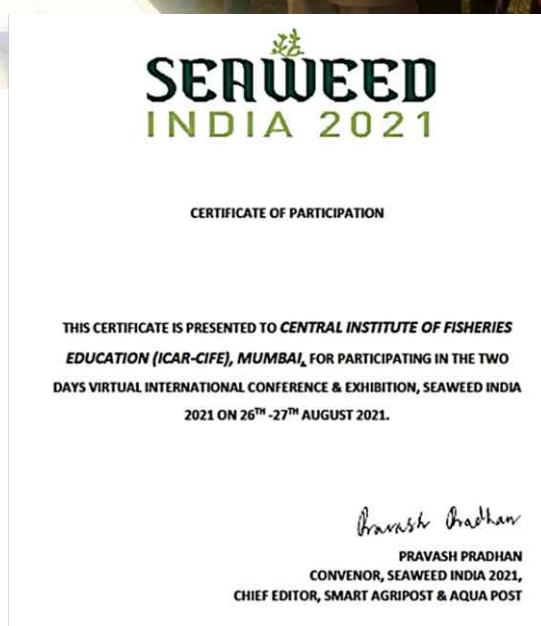 SEAWEED
INDIA 2021
CERTIFICATE OF PARTICIPATION
THIS CERTIFICATE IS PRESENTED TO CENTRAL INSTITUTE OF FISHERIES
EDUCATION (ICAR-CIFE), MUMBAI, FOR PARTICIPATING IN THE TWO
DAYS VIRTUAL INTERNATIONAL CONFERENCE & EXHIBITION, SEAWEED INDIA
2021 ON 26TH -27TH AUGUST 2021.
Pravash Pradhan
PRAVASH PRADHAN
CONVENOR, SEAWEED INDIA 2021,
CHIEF EDITOR, SMART AGRIPOST & AQUA POST